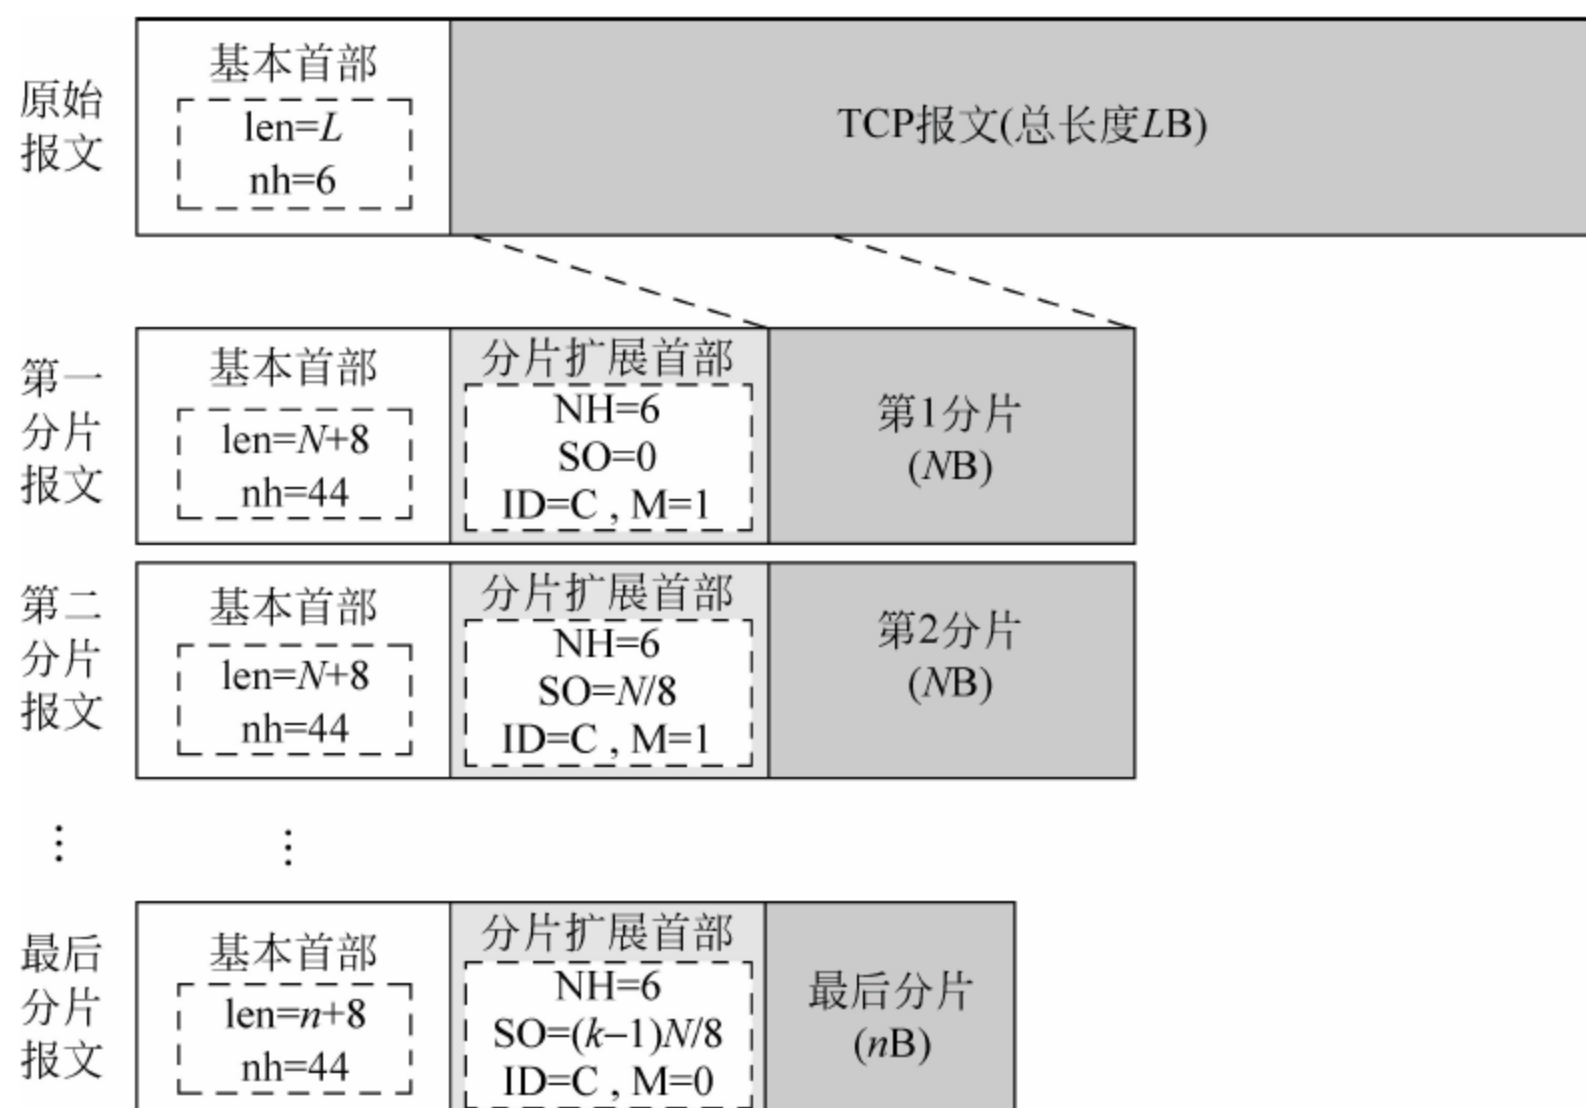 原始
报文
基本首部
len=L
nh=6
TCP报文(总长度LB)
第一
分片
报文
基本首部
len=N+8
nh=44
分片扩展首部
NH=6
SO=0
ID=C , M=1
第1分片
(NB)
第二
分片
报文
基本首部
len=N+8
nh=44
分片扩展首部
NH=6
SO=N/8
ID=C , M=1
第2分片
(NB)
⋮ ⋮
最后
分片
报文
基本首部
len=n+8
nh=44
分片扩展首部
NH=6
SO=(k−1)N/8
ID=C , M=0
最后分片
(nB)